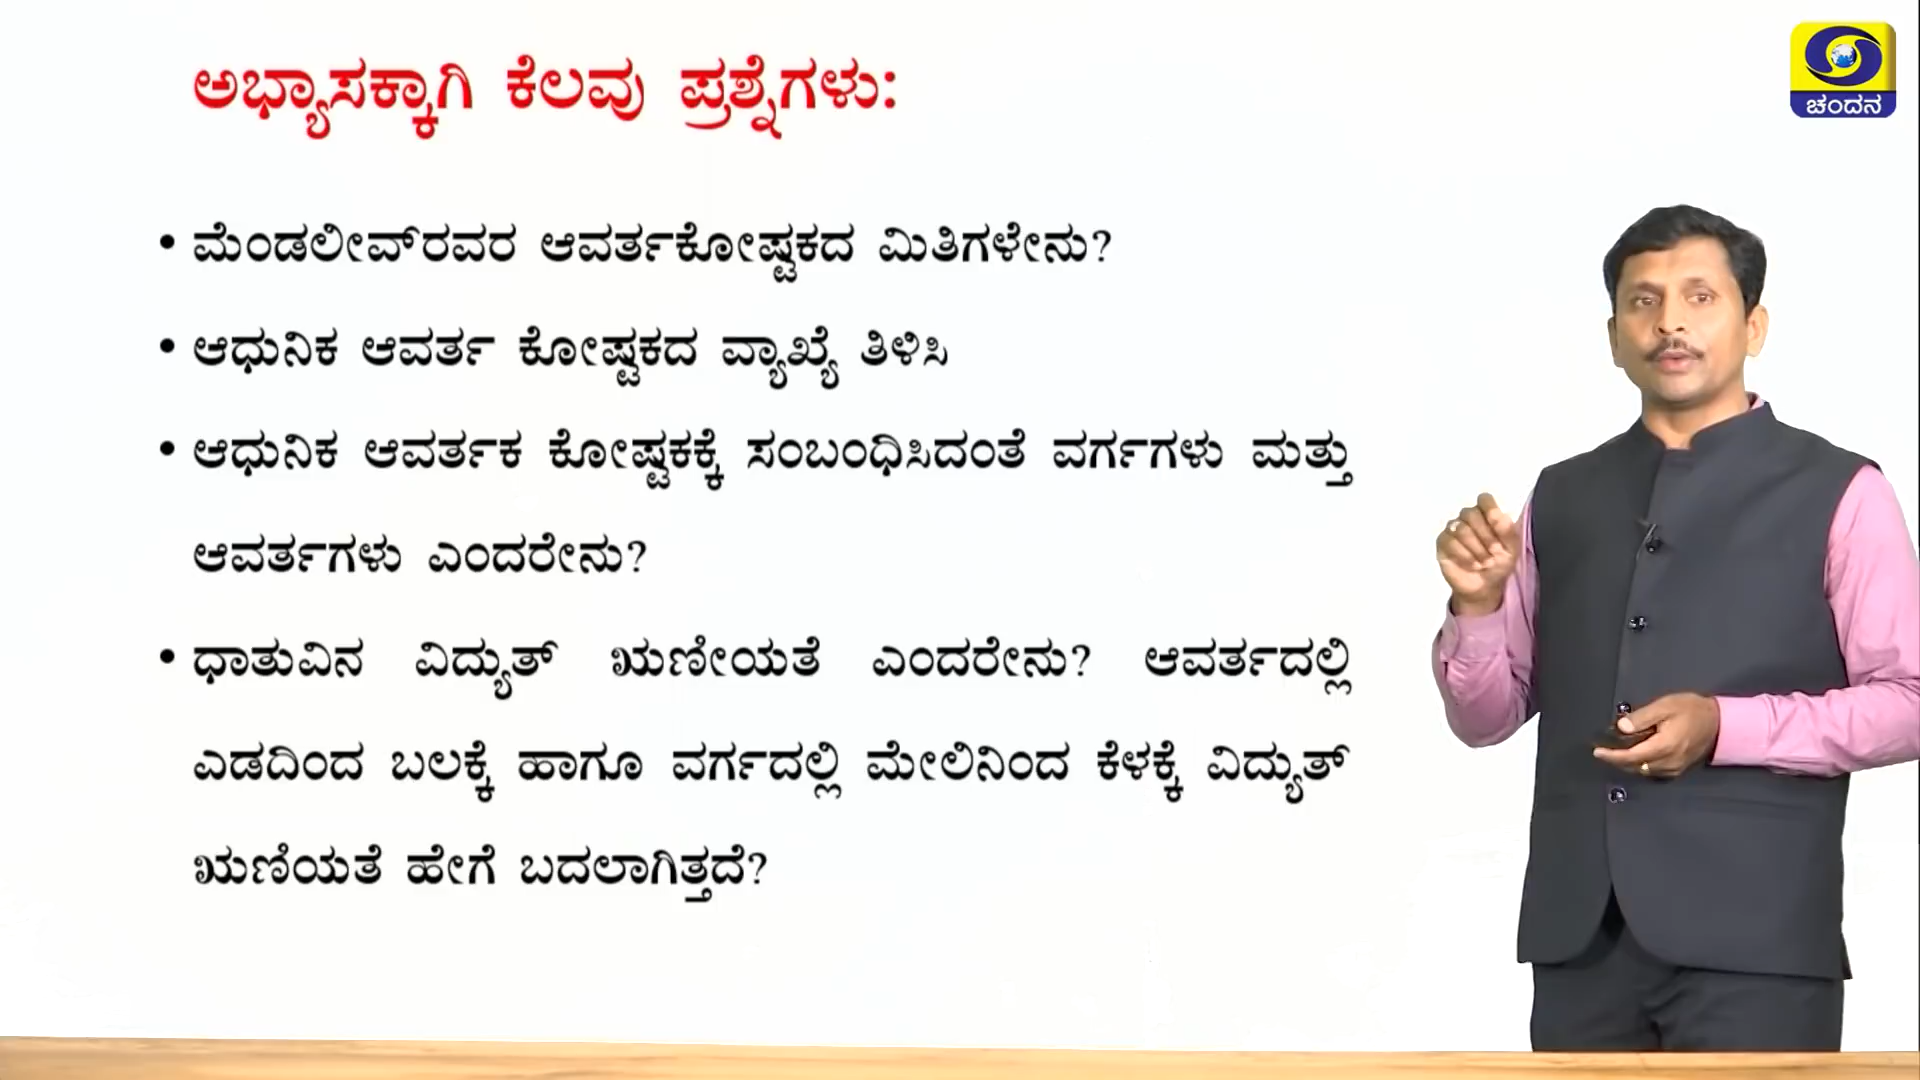 ಅಭ್ಯಾಸಕ್ಕಾಗಿ ಕೆಲವು ಪ್ರಶ್ನೆಗಳು:
ಚಂದನ
• ಮೆಂಡಲೀವ್‌ರವರ ಆವರ್ತಕೋಷ್ಟಕದ ಮಿತಿಗಳೇನು?
• ಆಧುನಿಕ ಆವರ್ತ ಕೋಷ್ಟಕದ ವ್ಯಾಖ್ಯೆ ತಿಳಿಸಿ
• ಆಧುನಿಕ ಆವರ್ತಕ ಕೋಷ್ಟಕಕ್ಕೆ ಸಂಬಂಧಿಸಿದಂತೆ ವರ್ಗಗಳು ಮತ್ತು
ಆವರ್ತಗಳು ಎಂದರೇನು?
• ಧಾತುವಿನ ವಿದ್ಯುತ್ ಋಣೀಯತೆ ಎಂದರೇನು? ಆವರ್ತದಲ್ಲಿ
ಎಡದಿಂದ ಬಲಕ್ಕೆ ಹಾಗೂ ವರ್ಗದಲ್ಲಿ ಮೇಲಿನಿಂದ ಕೆಳಕ್ಕೆ ವಿದ್ಯುತ್
ಋಣಿಯತೆ ಹೇಗೆ ಬದಲಾಗಿತ್ತದೆ?